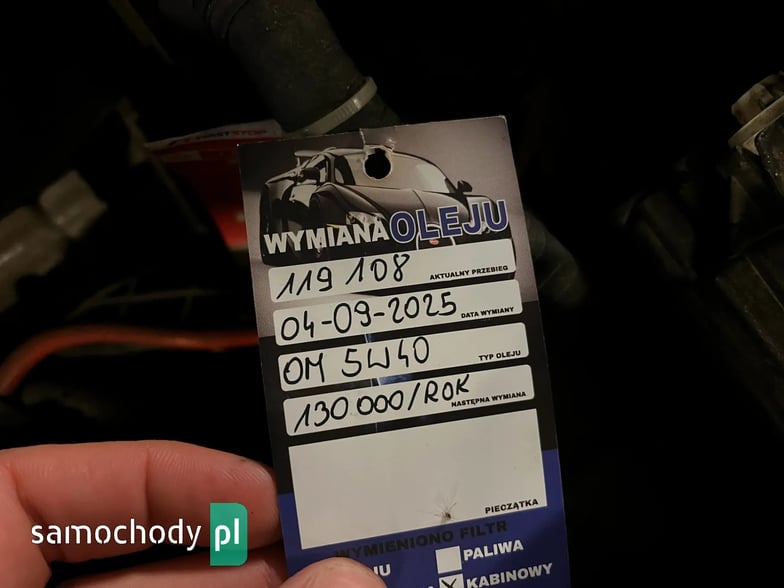 WYMIANA OLEJU
119 108
AKTUALNY PRZEBIEG
04-09-2025
DATA WYMIANY
OM 5W40
TYP OLEJU
130 000/ROK
NASTĘPNA WYMIANA
PIECZĄTKA
WYMIENIONO FILTR
PALIWA
KABINOWY
samochody pl